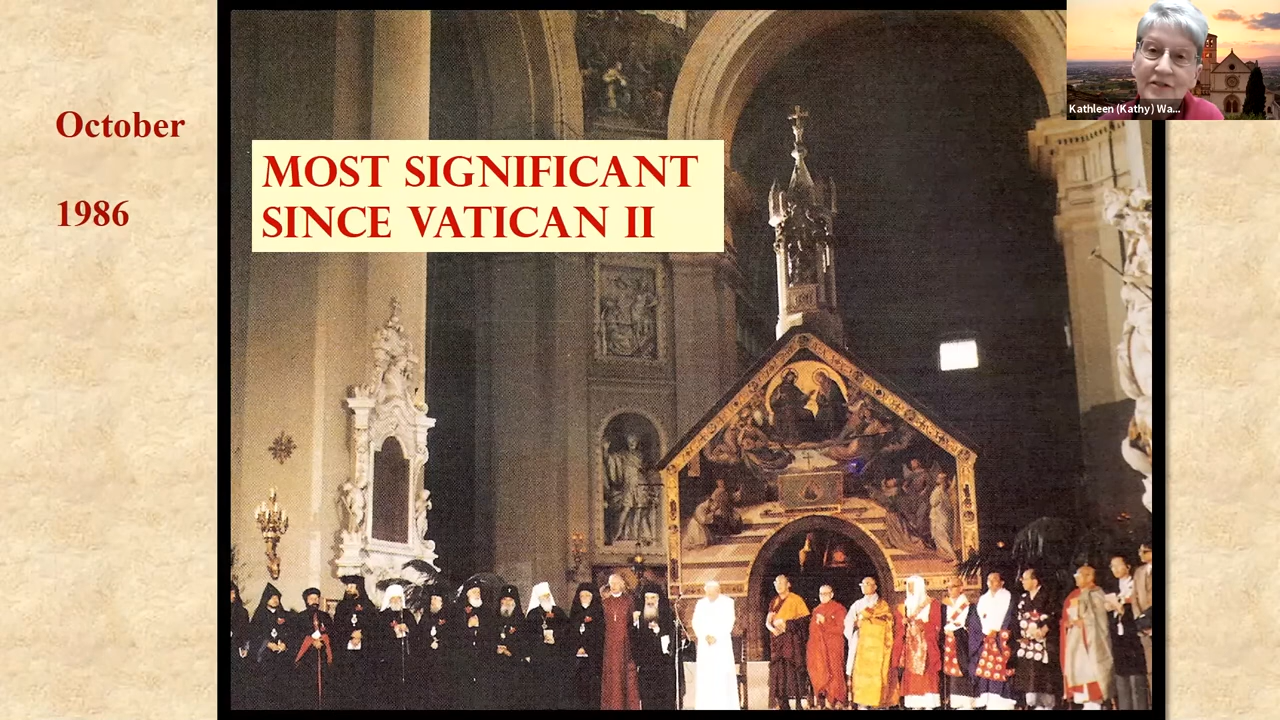 October
1986
MOST SIGNIFICANT
SINCE VATICAN II
Kathleen (Kathy) Wa...